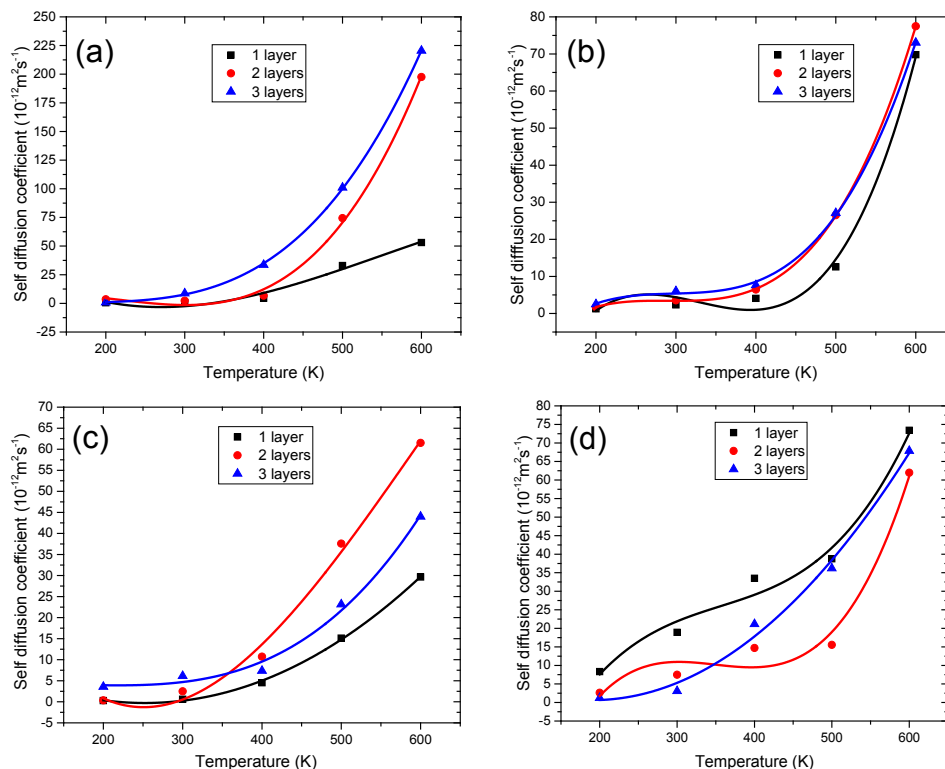 (a)
1 layer
2 layers
3 layers
Self diffusion coefficient (10⁻¹²m²s⁻¹)
250
225
200
175
150
125
100
75
50
25
0
25
200 300 400 500 600
Temperature (K)
(b)
1 layer
2 layers
3 layers
Self difffusion coefficient (10⁻¹²m²s⁻¹)
80
70
60
50
40
30
20
10
0
5
200 300 400 500 600
Temperature (K)
(c)
1 layer
2 layers
3 layers
Self diffusion coefficient (10⁻¹²m²s⁻¹)
70
65
60
55
50
45
40
35
30
25
20
15
10
5
0
5
200 300 400 500 600
Temperature (K)
(d)
1 layer
2 layers
3 layers
Self diffusion coefficient (10⁻¹²m²s⁻¹)
80
75
70
65
60
55
50
45
40
35
30
25
20
15
10
5
0
5
200 300 400 500 600
Temperature (K)